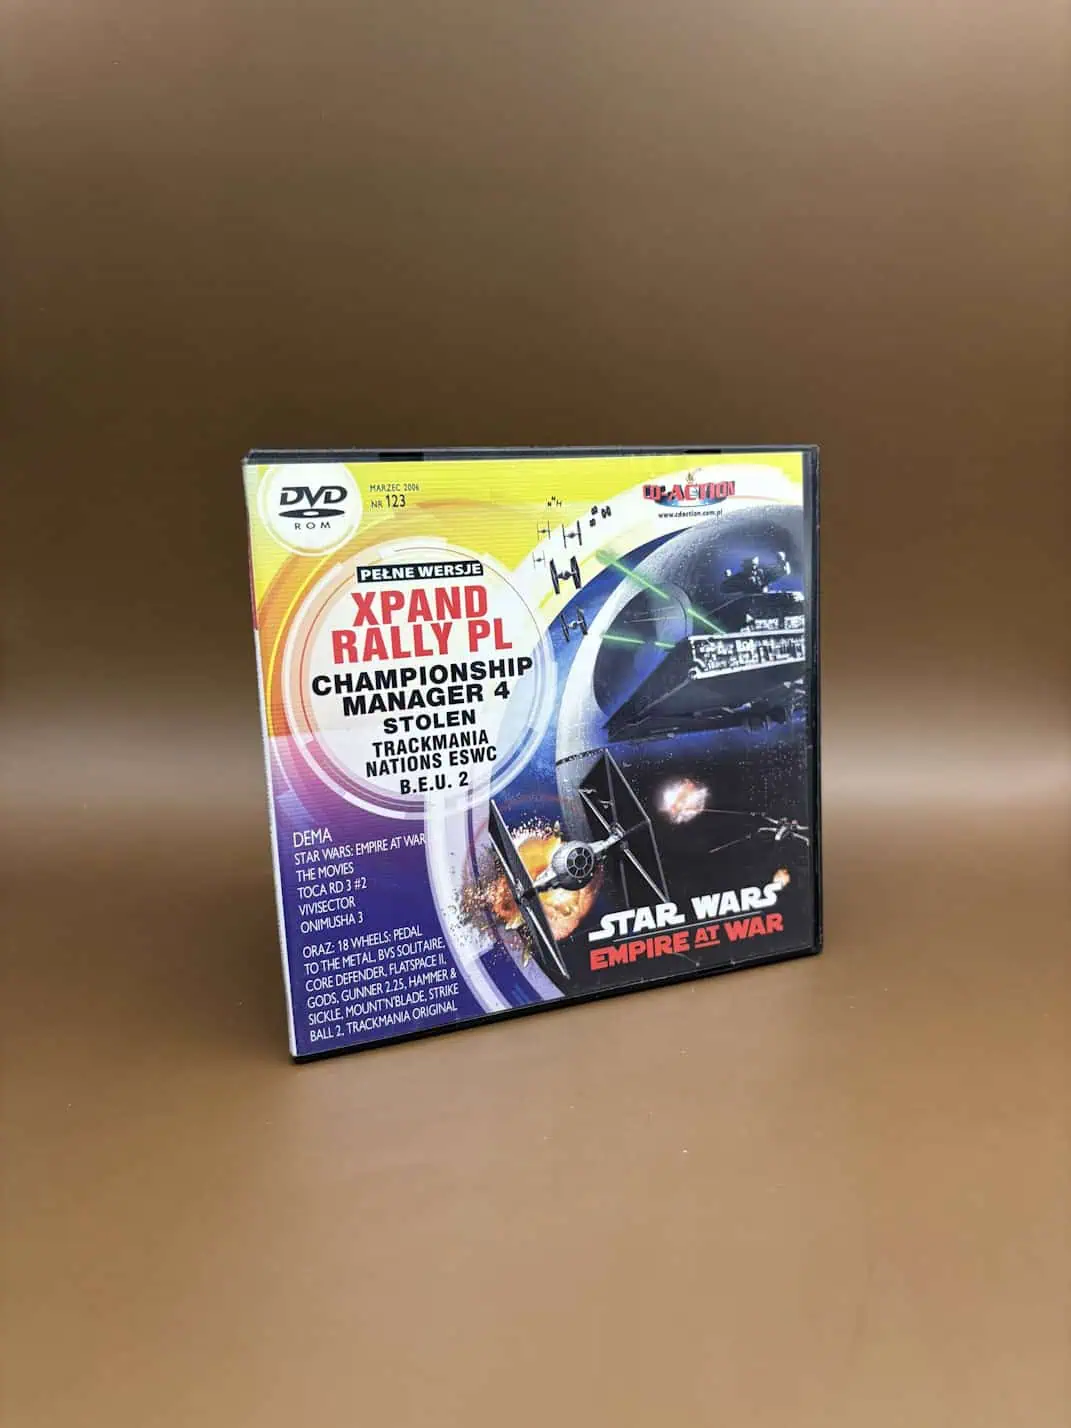 DVD
ROM
MARZEC 2006
NR 123
CD-ACTION
www.cdaction.com.pl
PEŁNE WERSJE
XPAND
RALLY PL
CHAMPIONSHIP
MANAGER 4
STOLEN
TRACKMANIA
NATIONS ESWC
B.E.U. 2
DEMA
STAR WARS: EMPIRE AT WAR
THE MOVIES
TOCA RD 3 #2
VIVISECTOR
ONIMUSHA 3
ORAZ: 18 WHEELS: PEDAL
TO THE METAL, BVS SOLITAIRE,
CORE DEFENDER, FLATSPACE II,
GODS, GUNNER 2.25, HAMMER &
SICKLE, MOUNT'N'BLADE, STRIKE
BALL 2, TRACKMANIA ORIGINAL
STAR WARS
EMPIRE AT WAR